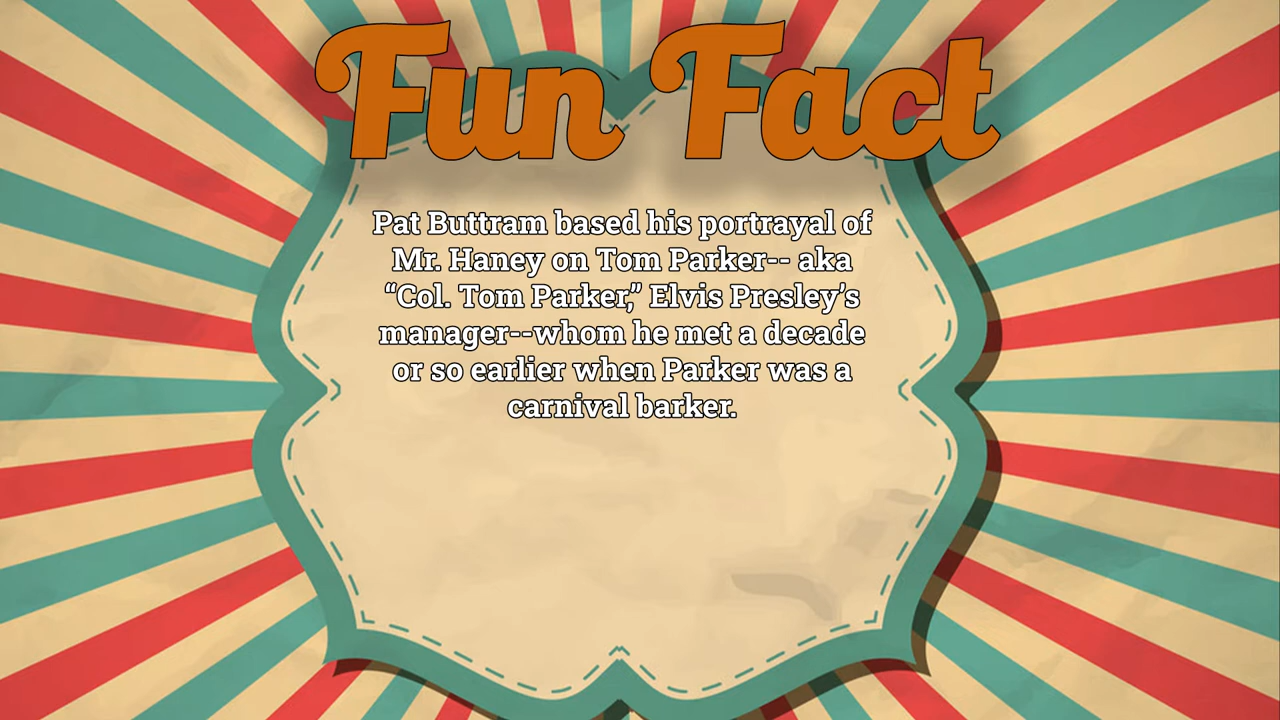 Fun Fact
Pat Buttram based his portrayal of
Mr. Haney on Tom Parker-- aka
“Col. Tom Parker,” Elvis Presley’s
manager--whom he met a decade
or so earlier when Parker was a
carnival barker.